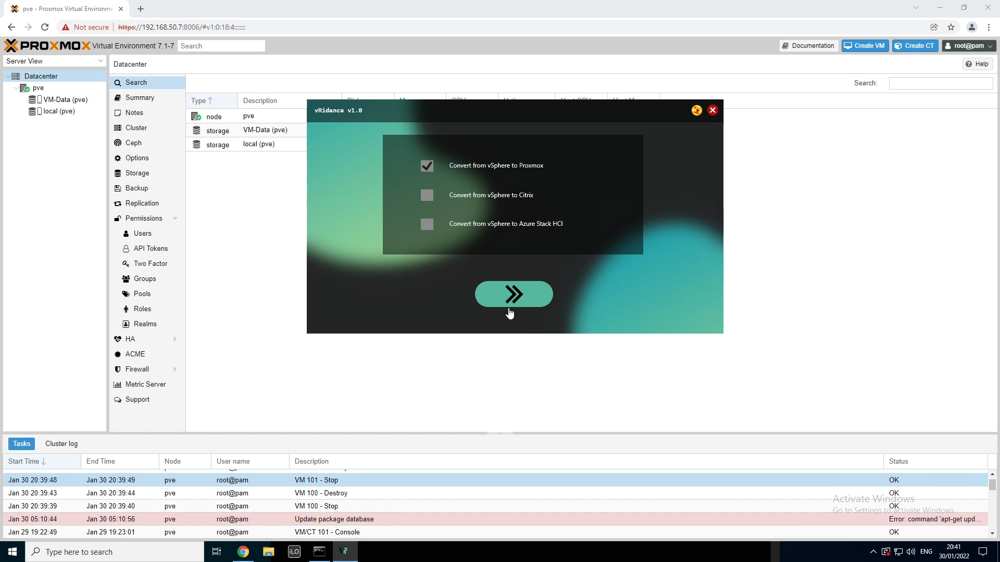 pve - Proxmox Virtual Environme
Not secure
https://192.168.50.7:8006/#v1:0:18:4:::::::
PROXMOX Virtual Environment 7.1-7
Search
Documentation
Create VM
Create CT
root@pam
Server View
Datacenter
Help
Datacenter
pve
VM-Data (pve)
local (pve)
Search
Summary
Notes
Cluster
Ceph
Options
Storage
Backup
Replication
Permissions
Users
API Tokens
Two Factor
Groups
Pools
Roles
Realms
HA
ACME
Firewall
Metric Server
Support
Search:
Type
Description
node
pve
storage
VM-Data (pve)
storage
local (pve)
vRidance v1.0
Convert from vSphere to Proxmox
Convert from vSphere to Citrix
Convert from vSphere to Azure Stack HCI
Tasks
Cluster log
Start Time
End Time
Node
User name
Description
Status
Jan 30 20:39:48 Jan 30 20:39:49 pve root@pam VM 101 - Stop OK
Jan 30 20:39:43 Jan 30 20:39:44 pve root@pam VM 100 - Destroy OK
Jan 30 20:39:39 Jan 30 20:39:40 pve root@pam VM 100 - Stop OK
Jan 30 05:10:44 Jan 30 05:10:56 pve root@pam Update package database Error: command 'apt-get upd...
Jan 29 19:22:49 Jan 29 19:23:01 pve root@pam VM/CT 101 - Console OK
Activate Windows
Go to Settings to activate Windows.
Type here to search
iLO
VR
ENG
20:41
30/01/2022